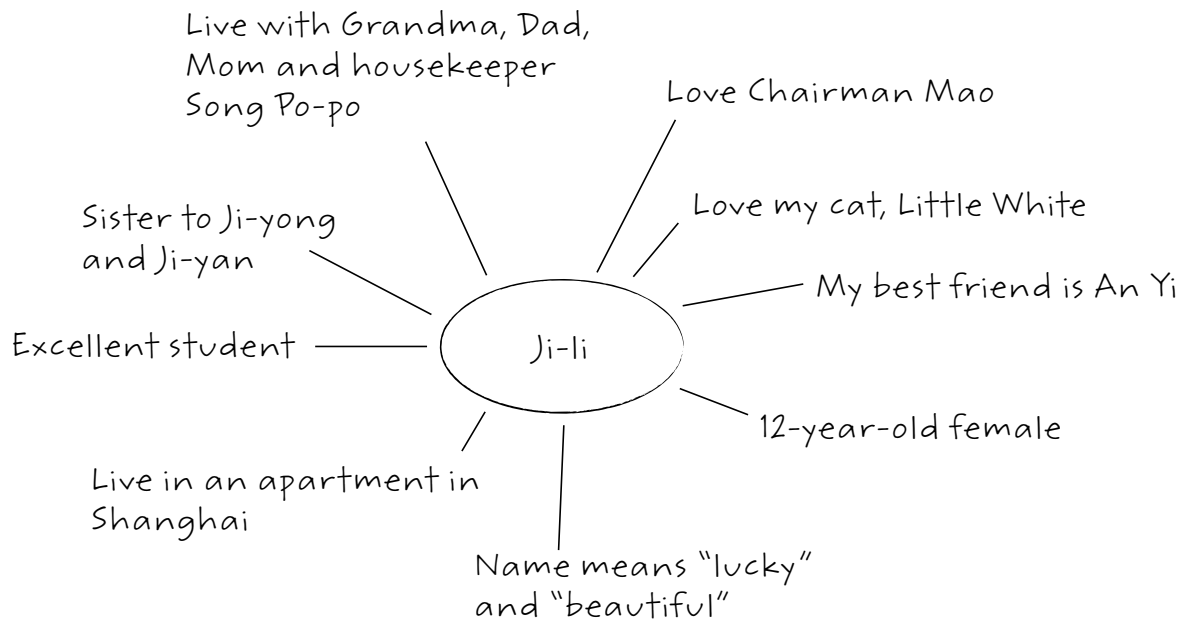 Live with Grandma, Dad,
Mom and housekeeper
Song Po-po
Love Chairman Mao
Love my cat, Little White
Sister to Ji-yong
and Ji-yan
My best friend is An Yi
Excellent student
Ji-li
12-year-old female
Live in an apartment in
Shanghai
Name means “lucky”
and “beautiful”